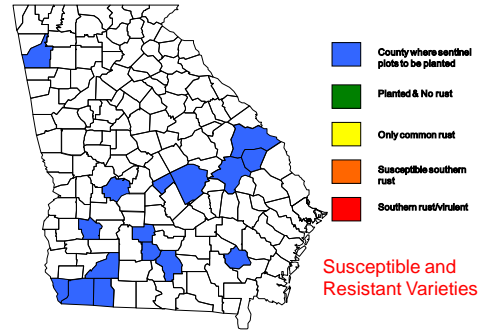 County where sentinel
plots to be planted
Planted & No rust
Only common rust
Susceptible southern
rust
Southern rust/virulent
Susceptible and
Resistant Varieties